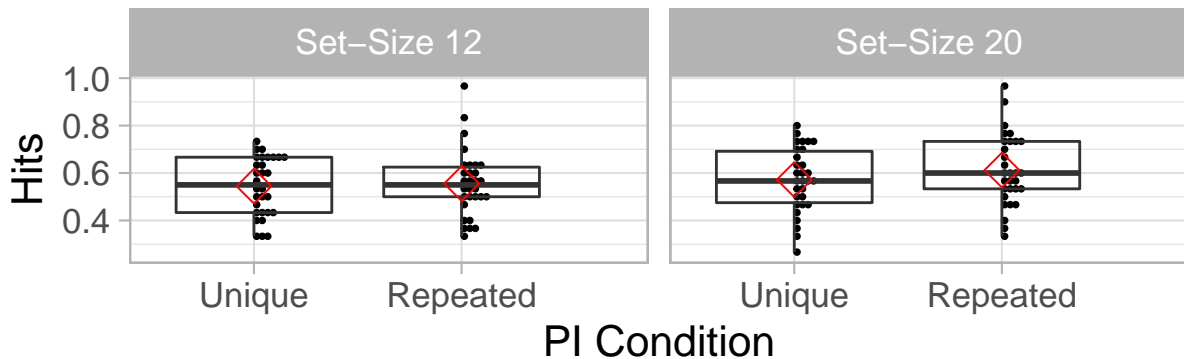 Set−Size 12
Set−Size 20
Hits
1.0
0.8
0.6
0.4
Unique
Repeated
Unique
Repeated
PI Condition